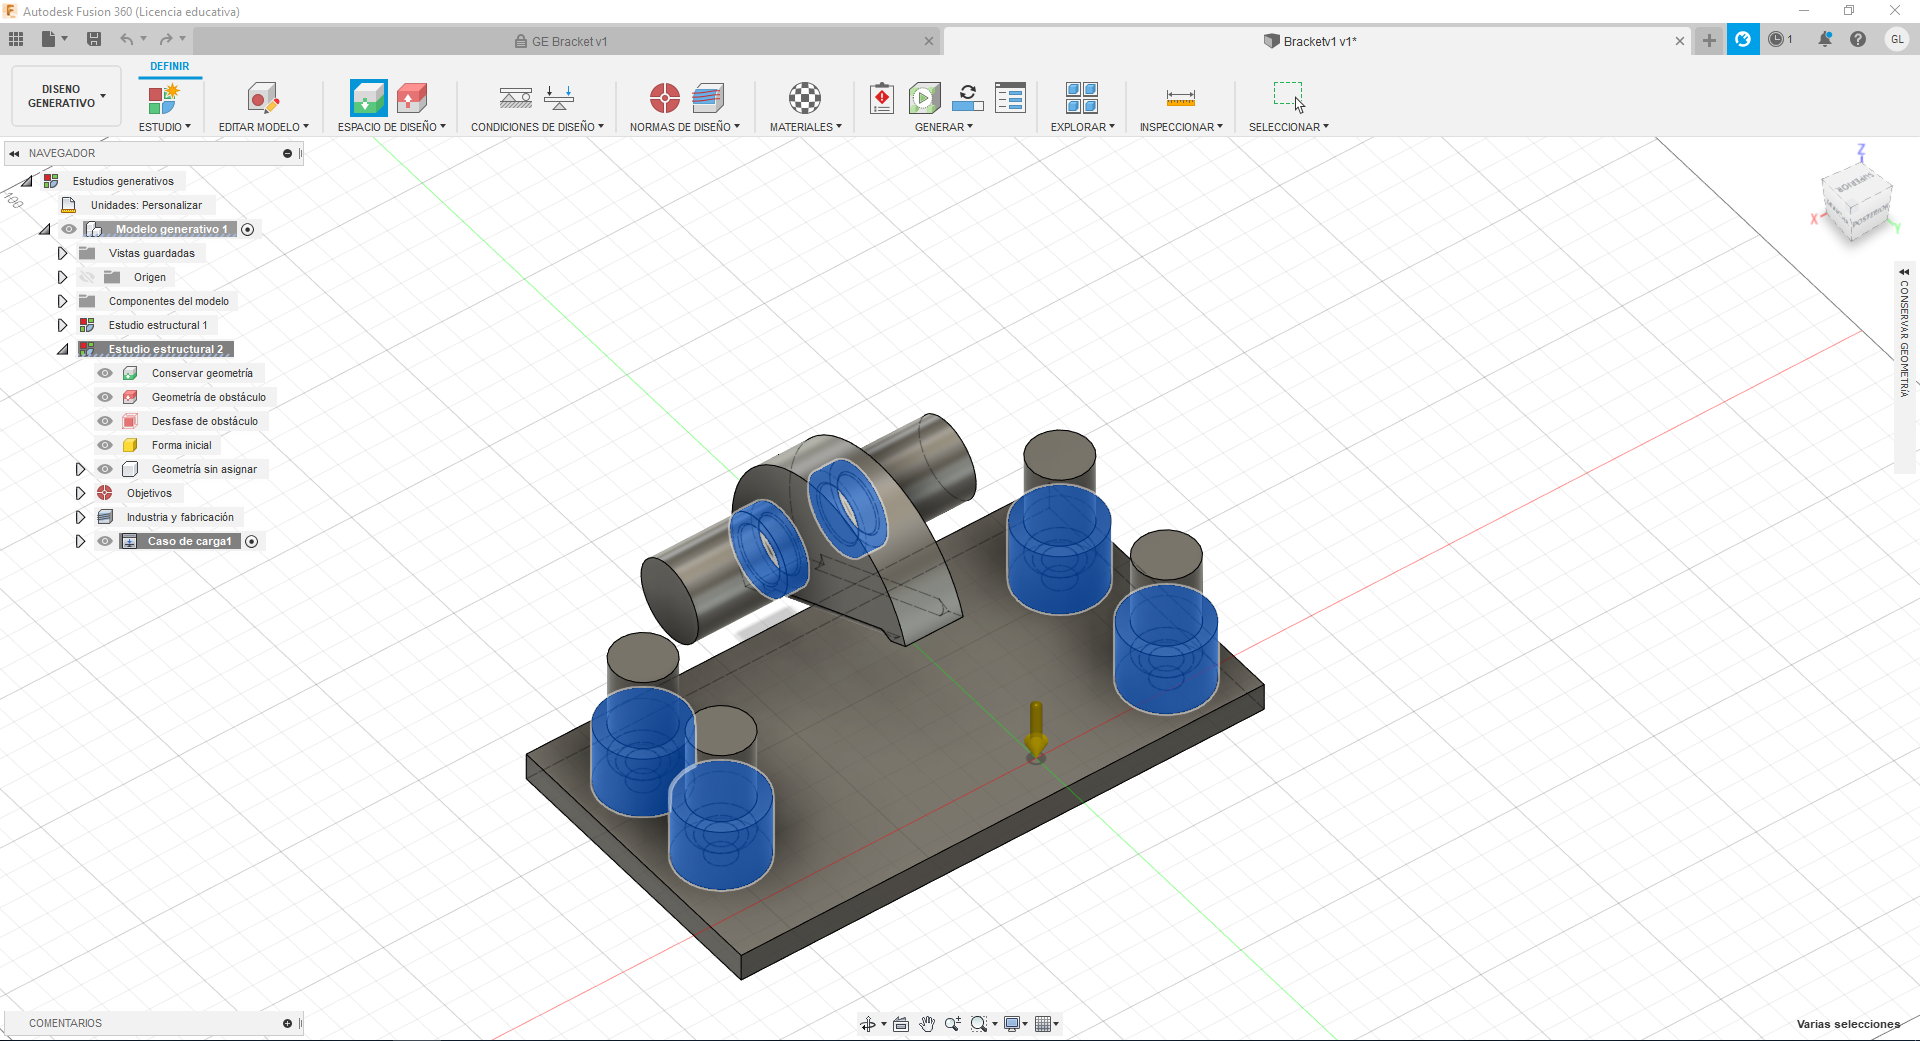 Autodesk Fusion 360 (Licencia educativa)
GE Bracket v1
Bracketv1 v1*
1
GL
DISEÑO
GENERATIVO
DEFINIR
ESTUDIO
EDITAR MODELO
ESPACIO DE DISEÑO
CONDICIONES DE DISEÑO
NORMAS DE DISEÑO
MATERIALES
GENERAR
EXPLORAR
INSPECCIONAR
SELECCIONAR
NAVEGADOR
Estudios generativos
Unidades: Personalizar
Modelo generativo 1
Vistas guardadas
Origen
Componentes del modelo
Estudio estructural 1
Estudio estructural 2
Conservar geometría
Geometría de obstáculo
Desfase de obstáculo
Forma inicial
Geometría sin asignar
Objetivos
Industria y fabricación
Caso de carga1
100
Z
SUPERIOR
POSTERIOR
X
Y
CONSERVAR GEOMETRÍA
COMENTARIOS
Varias selecciones